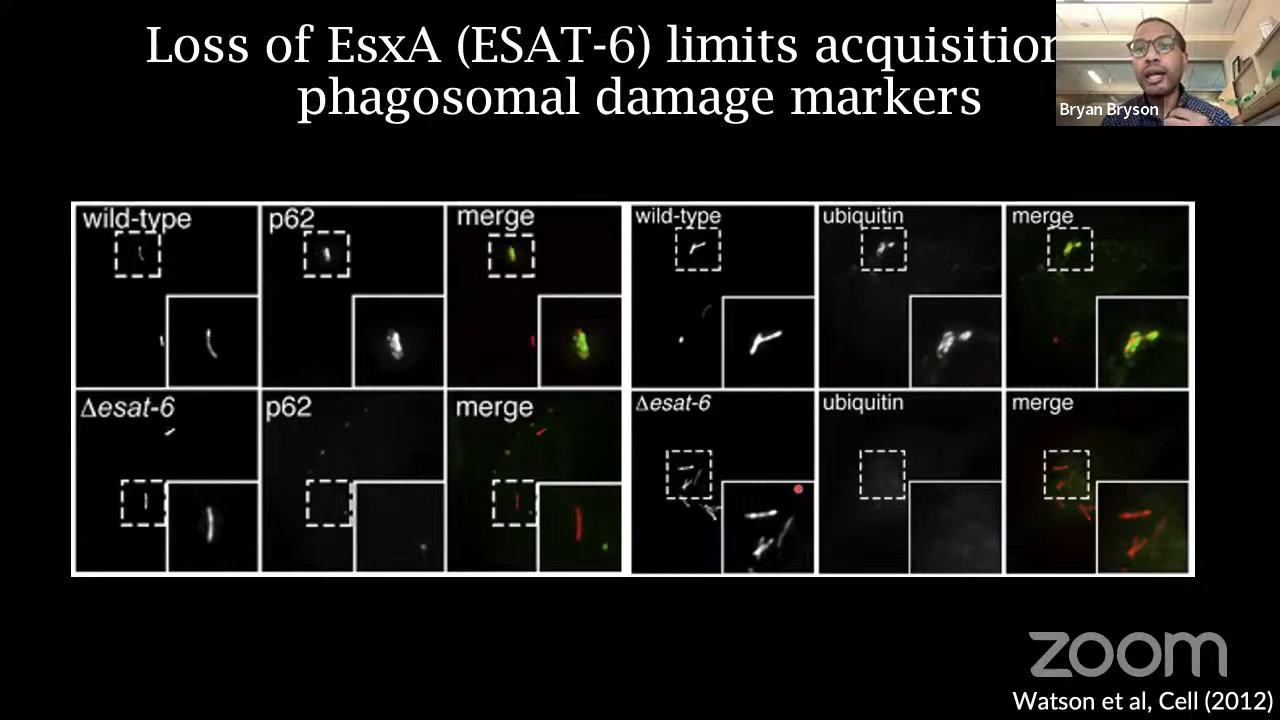 Loss of EsxA (ESAT-6) limits acquisition
phagosomal damage markers
Bryan Bryson
wild-type
p62
merge
wild-type
ubiquitin
merge
Δesat-6
p62
merge
Δesat-6
ubiquitin
merge
zoom
Watson et al, Cell (2012)